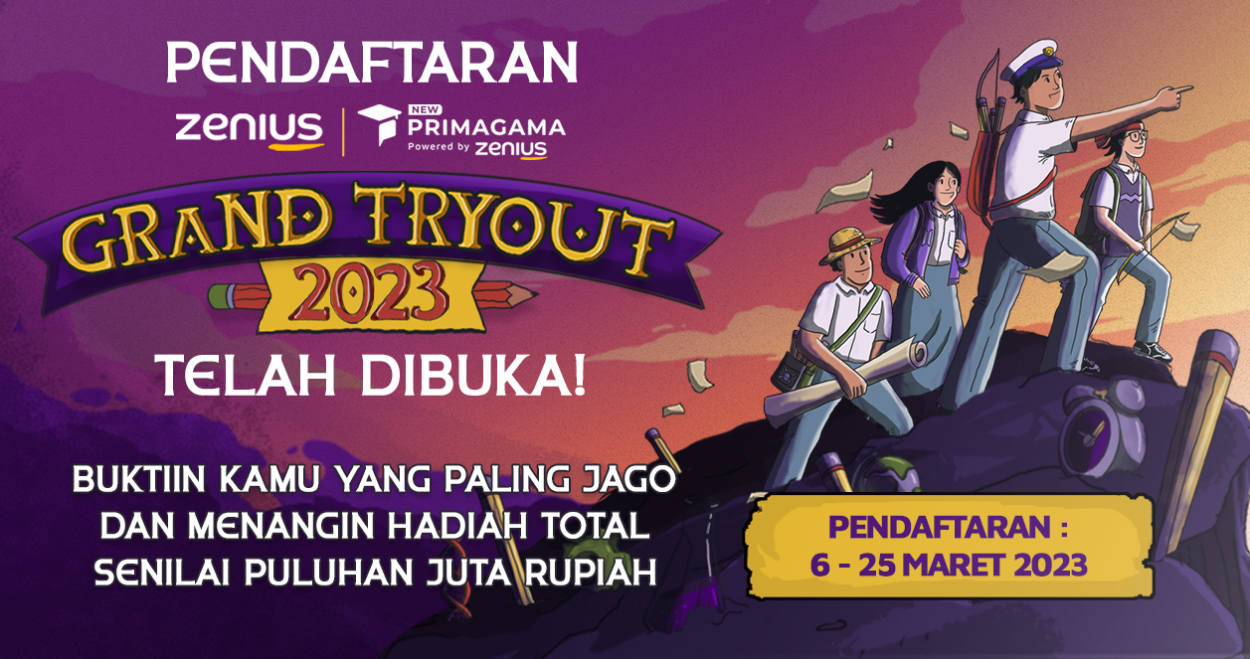 PENDAFTARAN
zenius
NEW
PRIMAGAMA
Powered by zenius
GRAND TRYOUT
2023
TELAH DIBUKA!
BUKTIIN KAMU YANG PALING JAGO
DAN MENANGIN HADIAH TOTAL
SENILAI PULUHAN JUTA RUPIAH
PENDAFTARAN :
6 - 25 MARET 2023